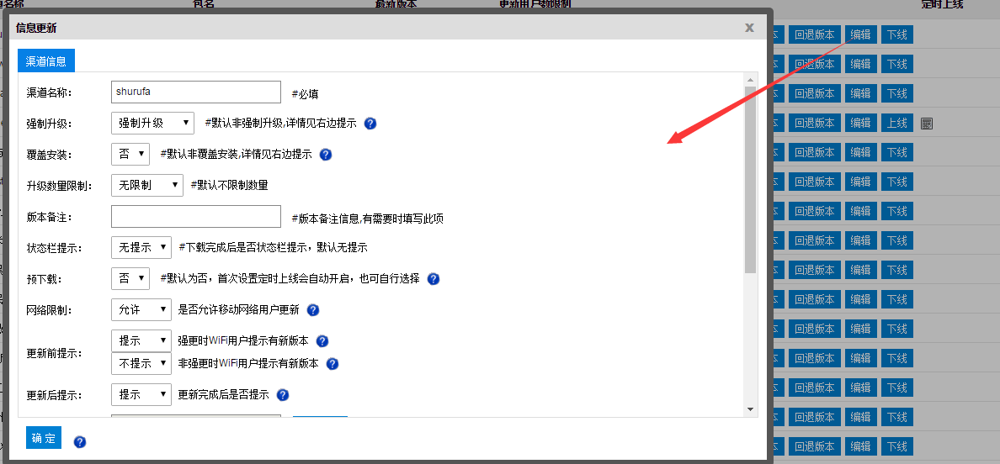 包名 最新版本 更新用户数限制 定时上线
信息更新 x
渠道信息
渠道名称： shurufa #必填
强制升级： 强制升级 #默认非强制升级,详情见右边提示
覆盖安装： 否 #默认非覆盖安装,详情见右边提示
升级数量限制： 无限制 #默认不限制数量
版本备注： #版本备注信息,有需要时填写此项
状态栏提示： 无提示 #下载完成后是否状态栏提示，默认无提示
预下载： 否 #默认为否，首次设置定时上线会自动开启，也可自行选择
网络限制： 允许 是否允许移动网络用户更新
更新前提示： 提示 强更时WiFi用户提示有新版本
不提示 非强更时WiFi用户提示有新版本
更新后提示： 提示 更新完成后是否提示
确 定
回退版本 编辑 下线
回退版本 编辑 下线
回退版本 编辑 下线
回退版本 编辑 上线
回退版本 编辑 下线
回退版本 编辑 下线
回退版本 编辑 下线
回退版本 编辑 下线
回退版本 编辑 下线
回退版本 编辑 下线
回退版本 编辑 下线
回退版本 编辑 下线
回退版本 编辑 下线
回退版本 编辑 下线
回退版本 编辑 下线